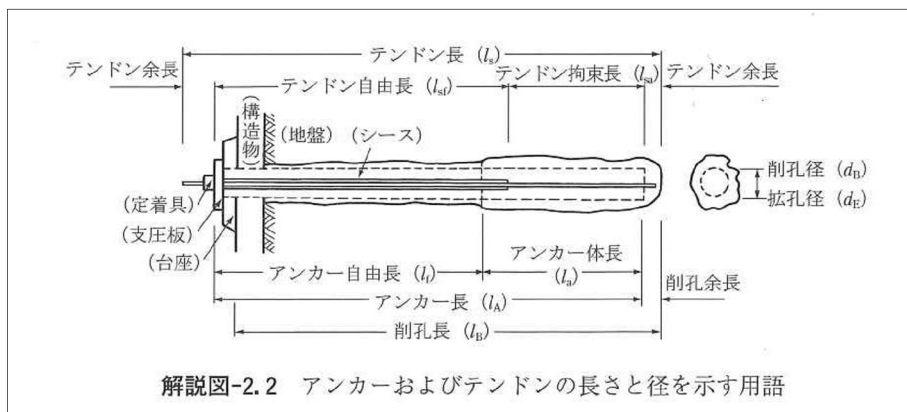 テンドン長 (ls)
テンドン余長
テンドン拘束長 (lsa)
テンドン余長
テンドン自由長 (lsf)
(構造物)
(地盤) (シース)
削孔径 (dB)
拡孔径 (dE)
(定着具)
(支圧板)
(台座)
アンカー体長
(la)
アンカー自由長 (lf)
削孔余長
アンカー長 (lA)
削孔長 (lB)
解説図-2.2 アンカーおよびテンドンの長さと径を示す用語